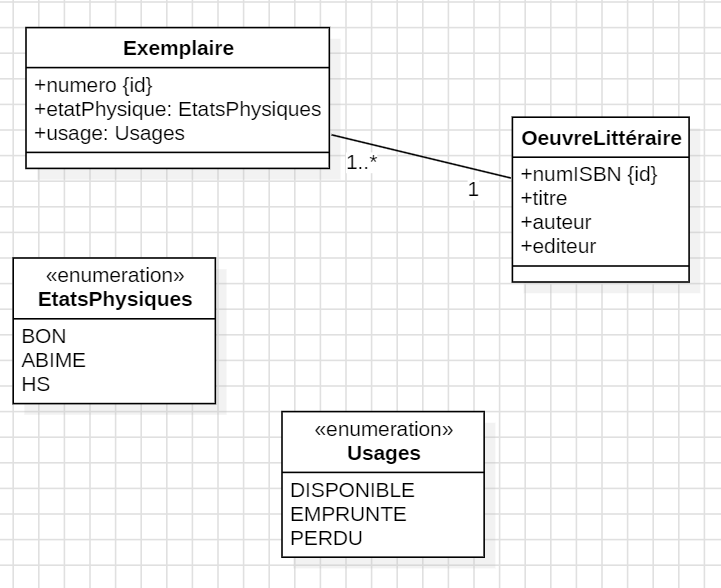 Exemplaire
+numero {id}
+etatPhysique: EtatsPhysiques
+usage: Usages
1..*
1
OeuvreLittéraire
+numISBN {id}
+titre
+auteur
+editeur
«enumeration»
EtatsPhysiques
BON
ABIME
HS
«enumeration»
Usages
DISPONIBLE
EMPRUNTE
PERDU